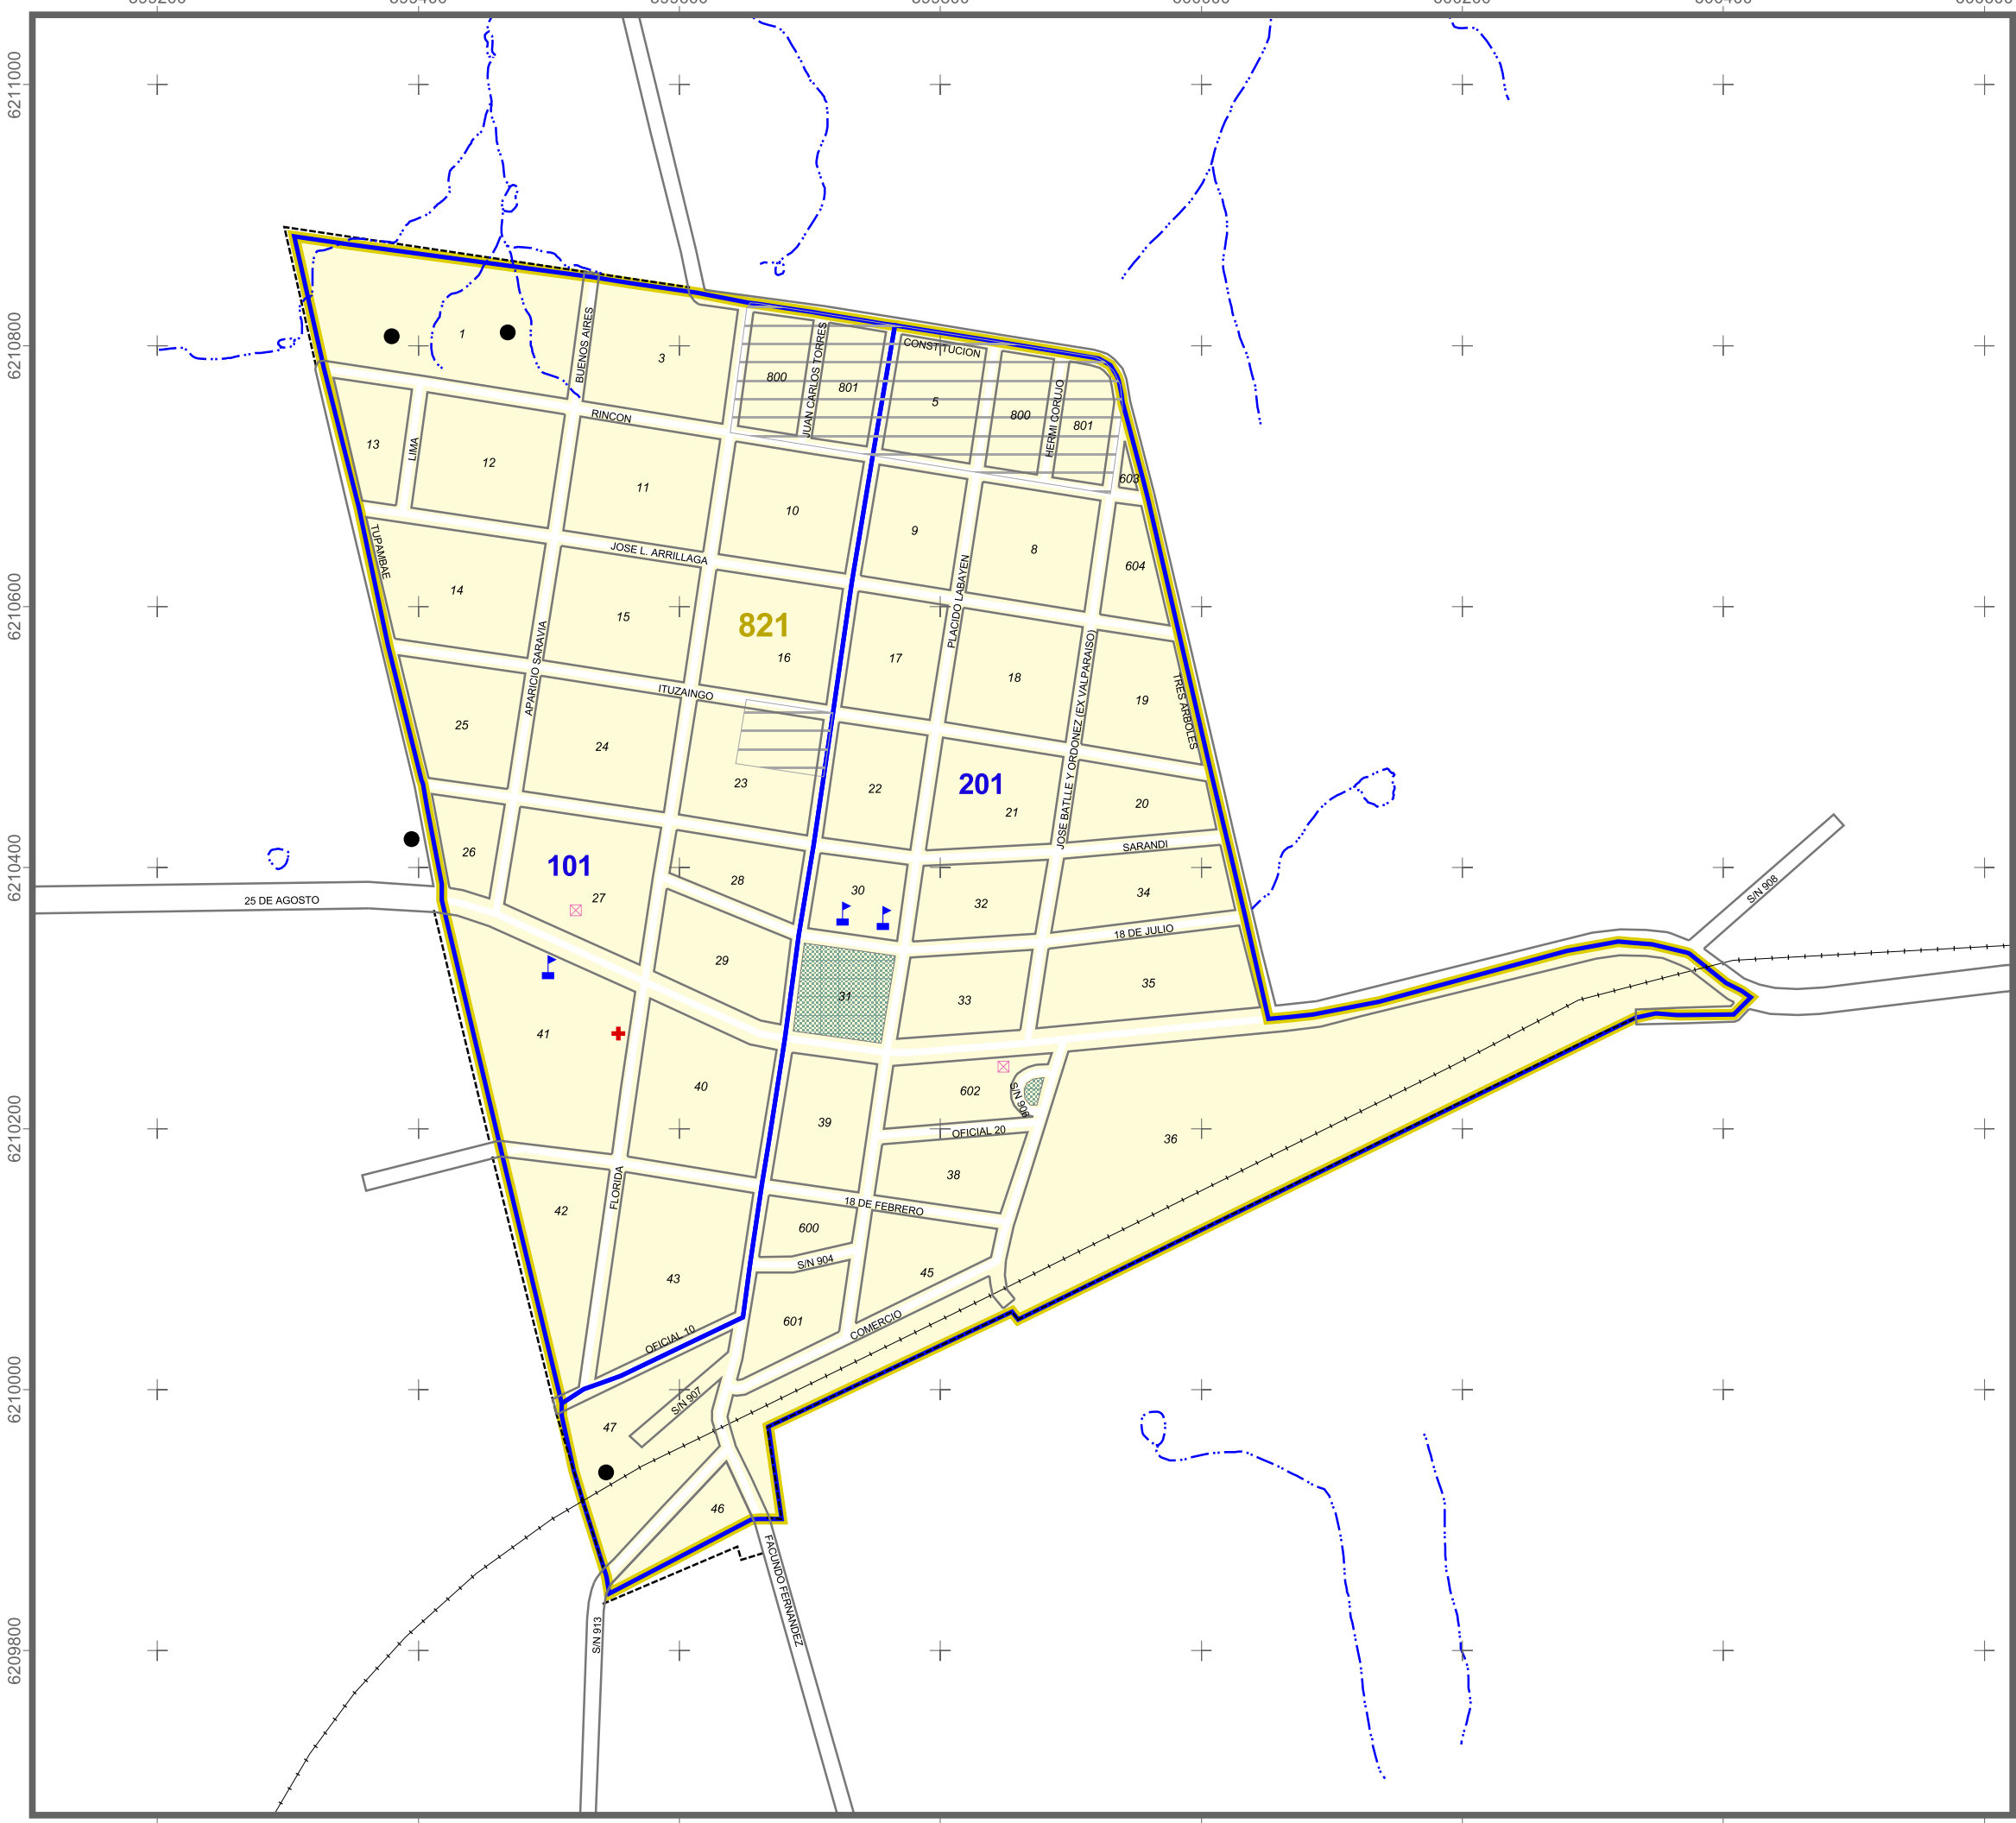 6211000
6210800
6210600
6210400
6210200
6210000
6209800
BUENOS AIRES
1
3
CONSTITUCION
JUAN CARLOS TORRES
800
801
5
800
HERMI CORUJO
801
RINCON
13
LIMA
12
11
10
9
8
603
604
TUPAMBAE
JOSE L. ARRILLAGA
PLACIDO LABAYEN
14
15
821
16
17
18
19
APARICIO SARAVIA
ITUZAINGO
JOSE BATLLE Y ORDONEZ (EX VALPARAISO)
TRES ARBOLES
25
24
23
22
201
21
20
SARANDI
26
101
27
28
30
32
34
S/N 908
25 DE AGOSTO
18 DE JULIO
29
31
33
35
41
40
39
602
S/N 906
OFICIAL 20
36
38
42
FLORIDA
18 DE FEBRERO
600
S/N 904
45
43
601
COMERCIO
OFICIAL 10
S/N 907
47
46
FACUNDO FERNANDEZ
S/N 913